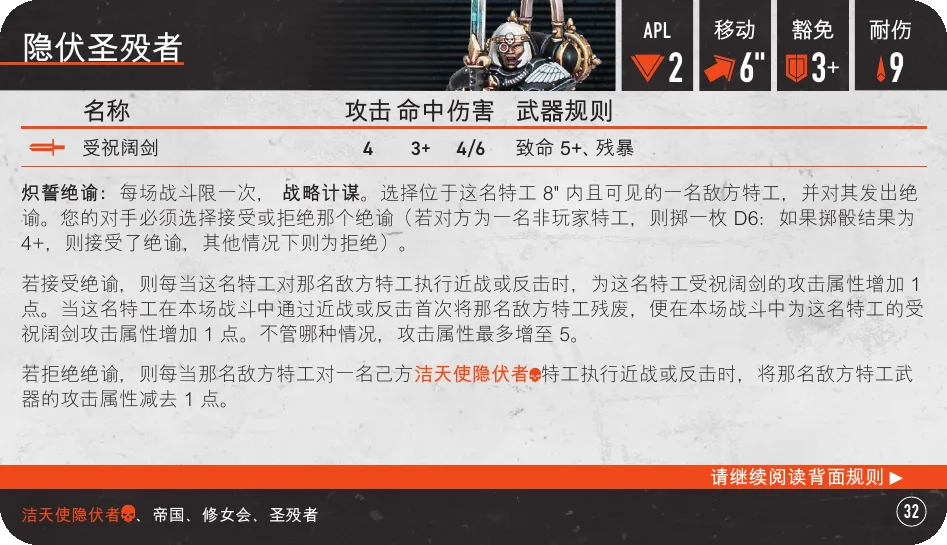 隐伏圣殁者
APL 移动 豁免 耐伤
2 6" 3+ 9
名称 攻击 命中 伤害 武器规则
受祝阔剑 4 3+ 4/6 致命 5+、残暴
炽誓绝谕：每场战斗限一次，战略计谋。选择位于这名特工 8" 内且可见的一名敌方特工，并对其发出绝
谕。您的对手必须选择接受或拒绝那个绝谕（若对方为一名非玩家特工，则掷一枚 D6：如果掷骰结果为
4+，则接受了绝谕，其他情况下则为拒绝）。
若接受绝谕，则每当这名特工对那名敌方特工执行近战或反击时，为这名特工受祝阔剑的攻击属性增加 1
点。当这名特工在本场战斗中通过近战或反击首次将那名敌方特工残废，便在本场战斗中为这名特工的受
祝阔剑攻击属性增加 1 点。不管哪种情况，攻击属性最多增至 5。
若拒绝绝谕，则每当那名敌方特工对一名己方洁天使隐伏者特工执行近战或反击时，将那名敌方特工武
器的攻击属性减去 1 点。
请继续阅读背面规则 ▶
洁天使隐伏者、帝国、修女会、圣殁者
32